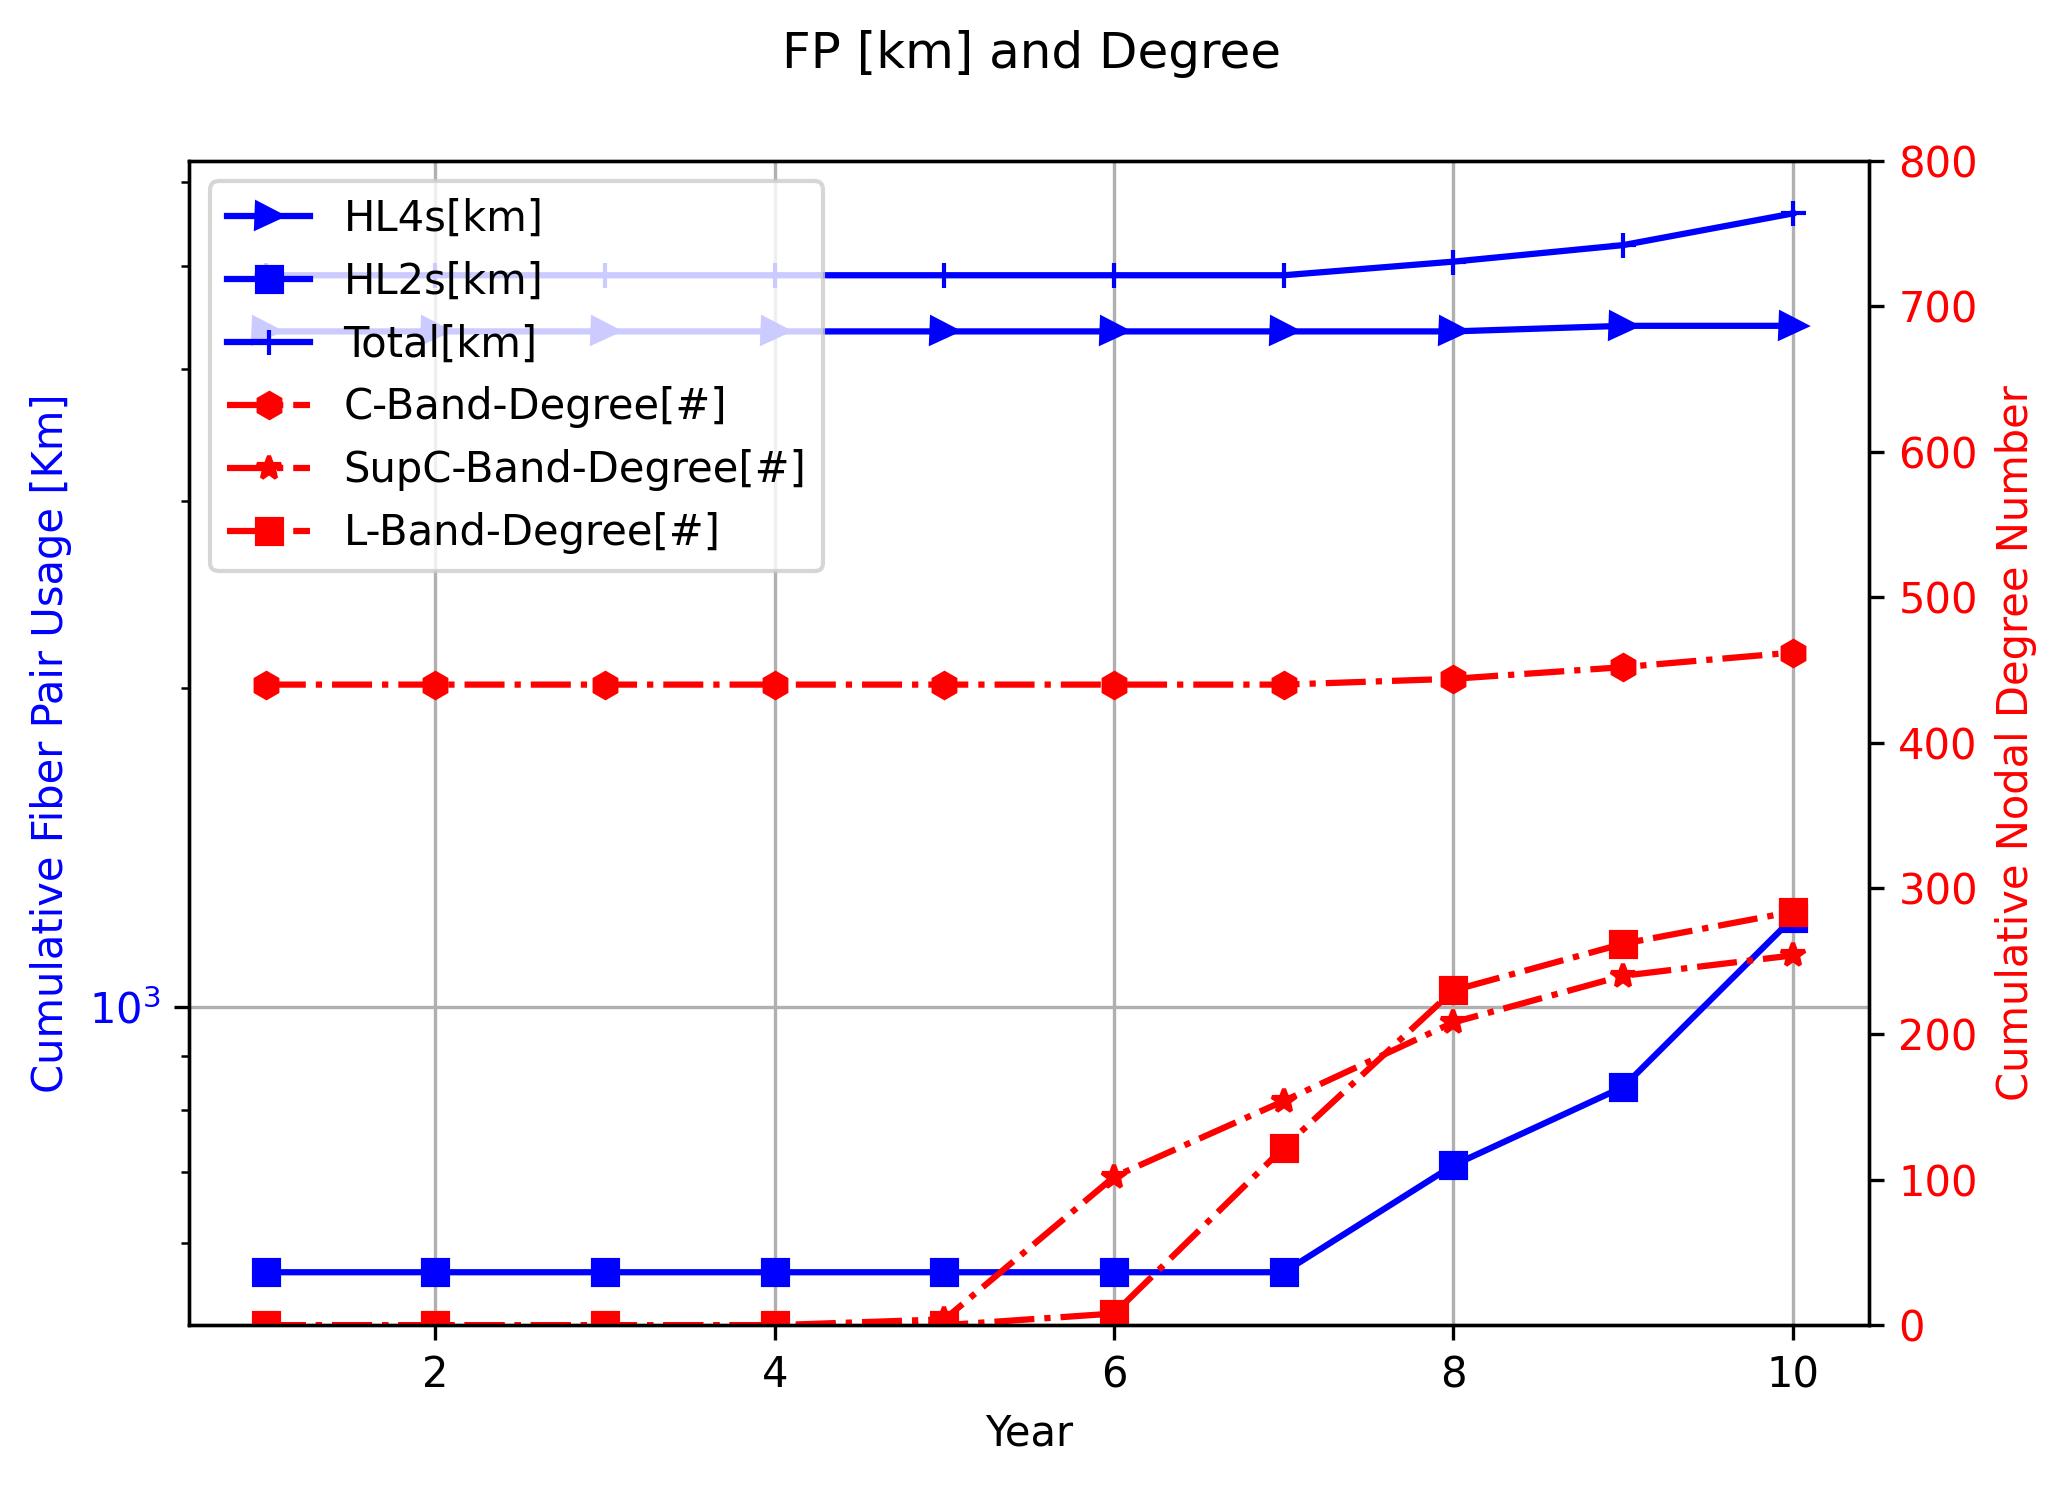 FP [km] and Degree
HL4s[km]
HL2s[km]
Total[km]
C-Band-Degree[#]
SupC-Band-Degree[#]
L-Band-Degree[#]
Cumulative Fiber Pair Usage [Km]
10³
800
700
600
500
400
300
200
100
0
Cumulative Nodal Degree Number
2 4 6 8 10
Year